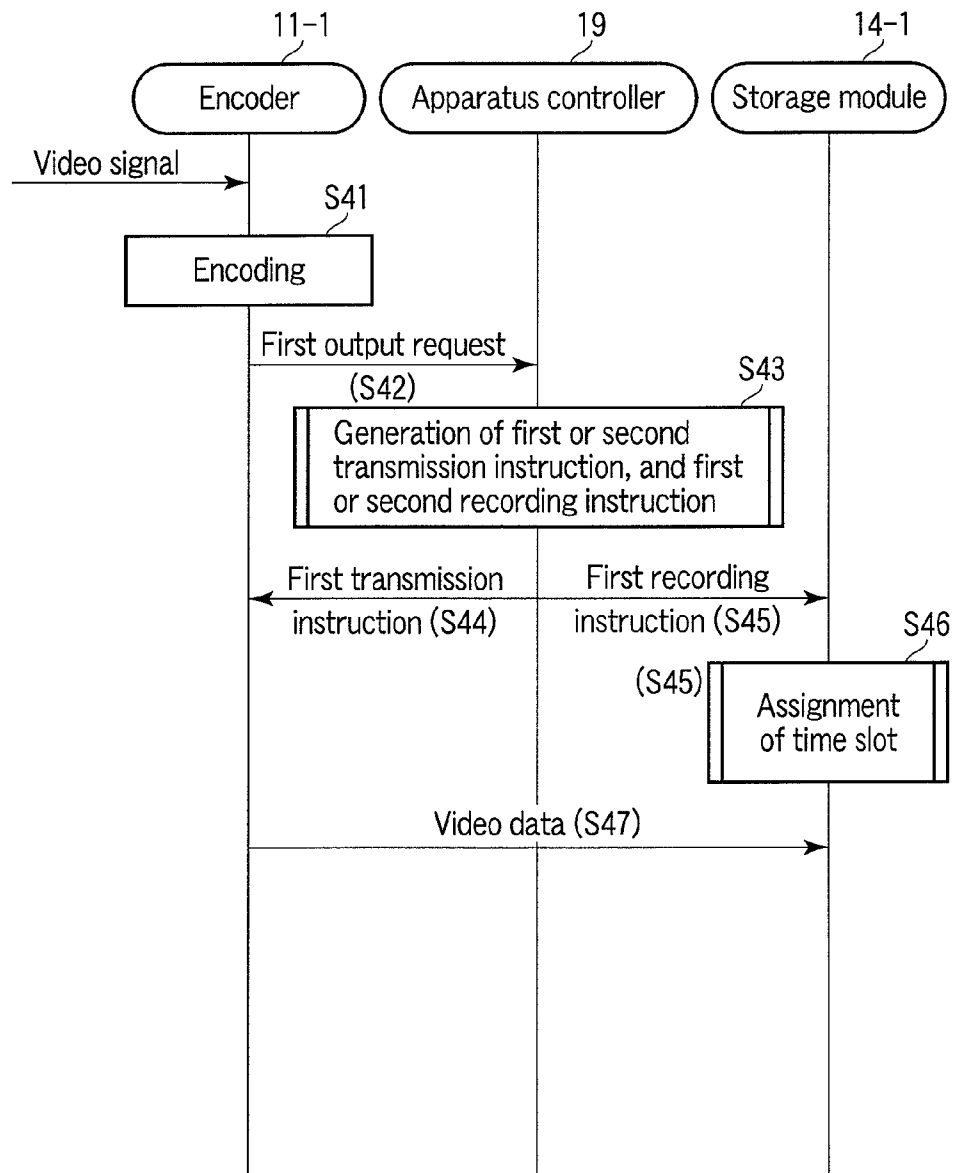 11-1
19
14-1
Encoder
Apparatus controller
Storage module
Video signal
S41
Encoding
First output request
(S42)
S43
Generation of first or second
transmission instruction, and first
or second recording instruction
First transmission
instruction (S44)
First recording
instruction (S45)
S46
(S45)
Assignment
of time slot
Video data (S47)